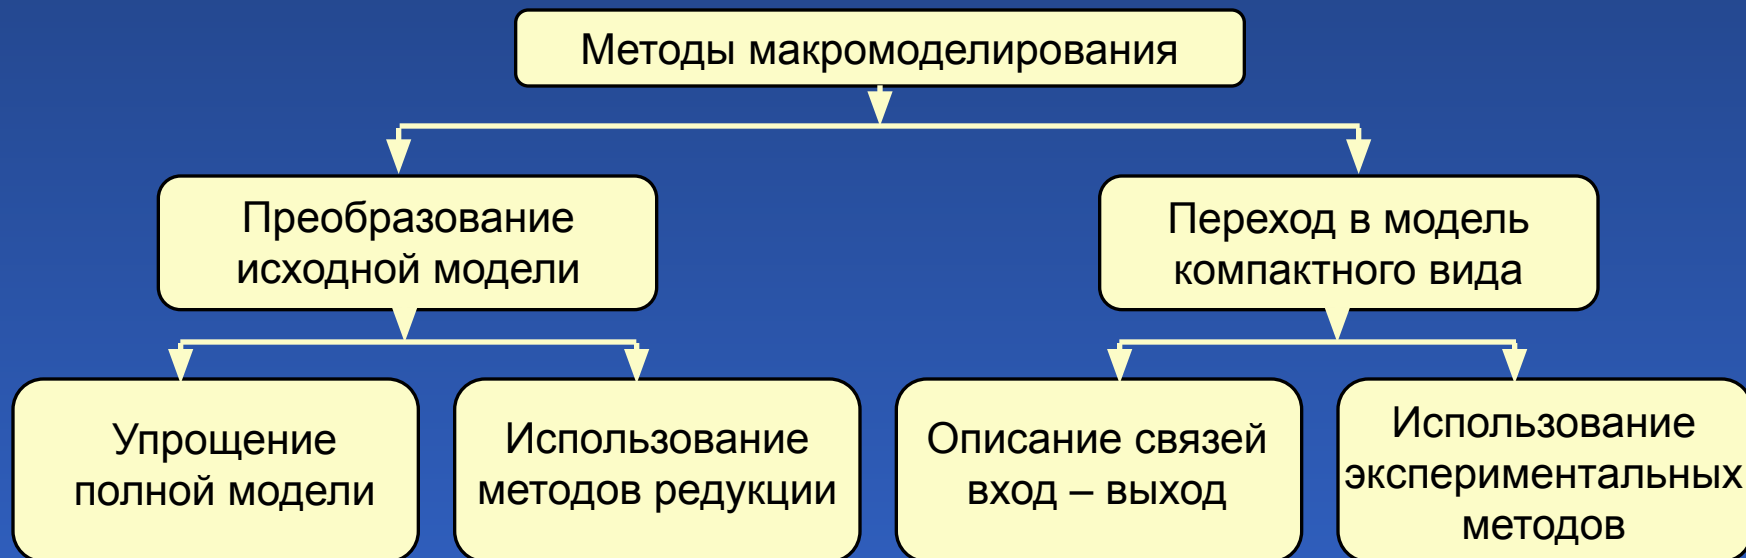 Методы макромоделирования
Преобразование
исходной модели
Переход в модель
компактного вида
Упрощение
полной модели
Использование
методов редукции
Описание связей
вход – выход
Использование
экспериментальных
методов